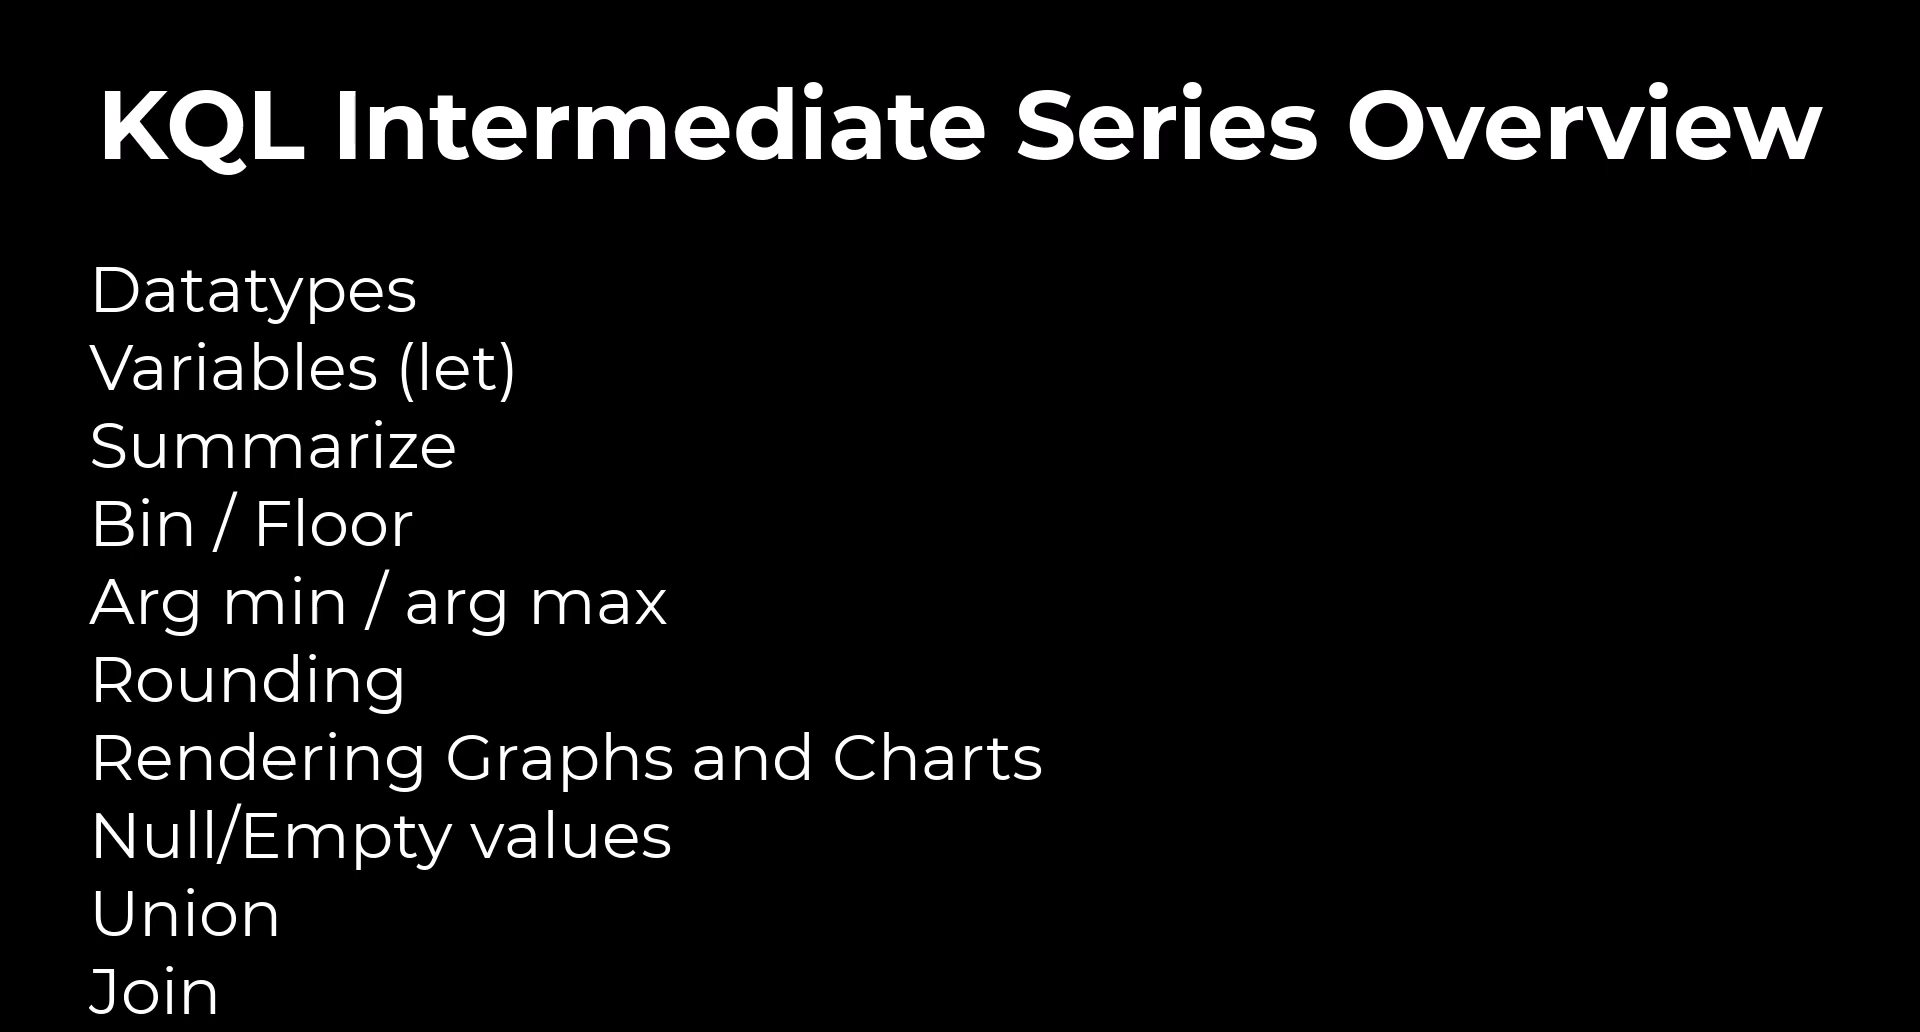 KQL Intermediate Series Overview
Datatypes
Variables (let)
Summarize
Bin / Floor
Arg min / arg max
Rounding
Rendering Graphs and Charts
Null/Empty values
Union
Join